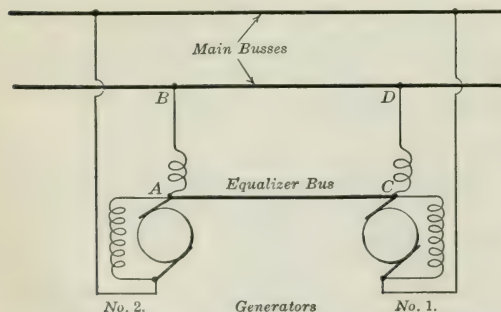 Main Busses
B
D
A
Equalizer Bus
C
No. 2.
Generators
No. 1.